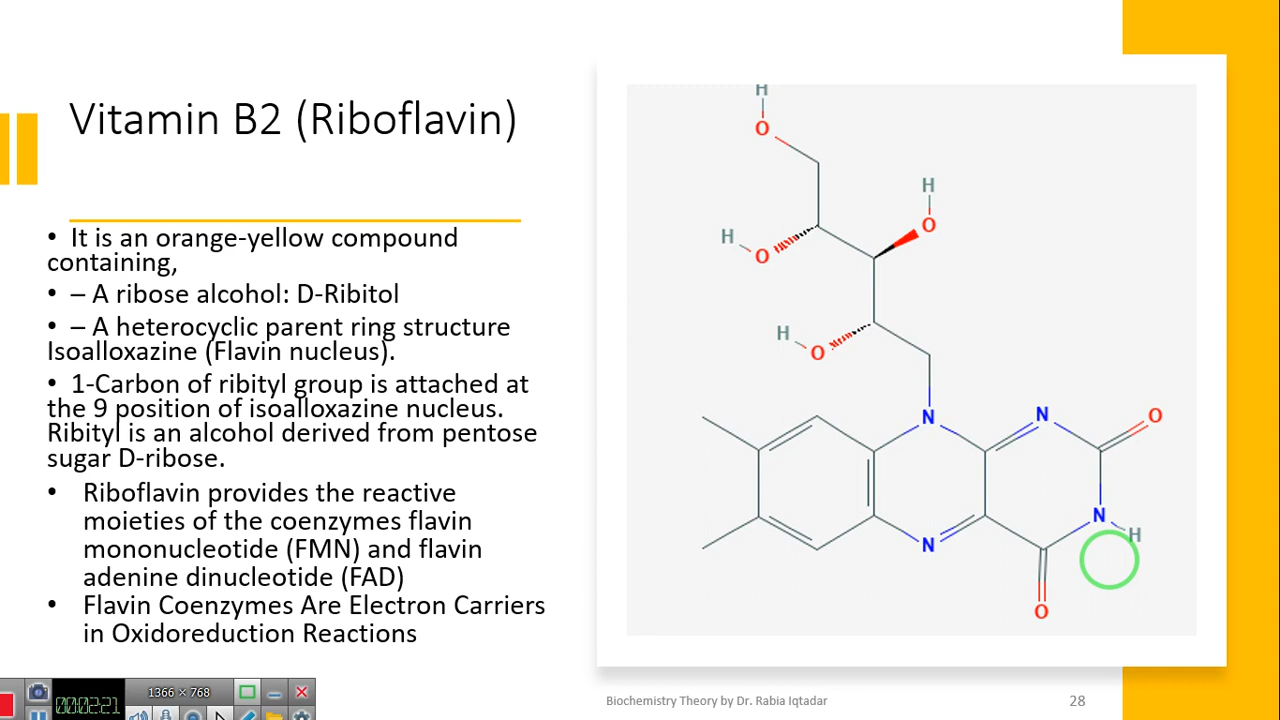 Vitamin B2 (Riboflavin)
• It is an orange-yellow compound
containing,
• – A ribose alcohol: D-Ribitol
• – A heterocyclic parent ring structure
Isoalloxazine (Flavin nucleus).
• 1-Carbon of ribityl group is attached at
the 9 position of isoalloxazine nucleus.
Ribityl is an alcohol derived from pentose
sugar D-ribose.
• Riboflavin provides the reactive
moieties of the coenzymes flavin
mononucleotide (FMN) and flavin
adenine dinucleotide (FAD)
• Flavin Coenzymes Are Electron Carriers
in Oxidoreduction Reactions
H
O
H
O
H
O
H
O
N
N
O
N
H
N
O
00:02:21
1366 × 768
Biochemistry Theory by Dr. Rabia Iqtadar
28